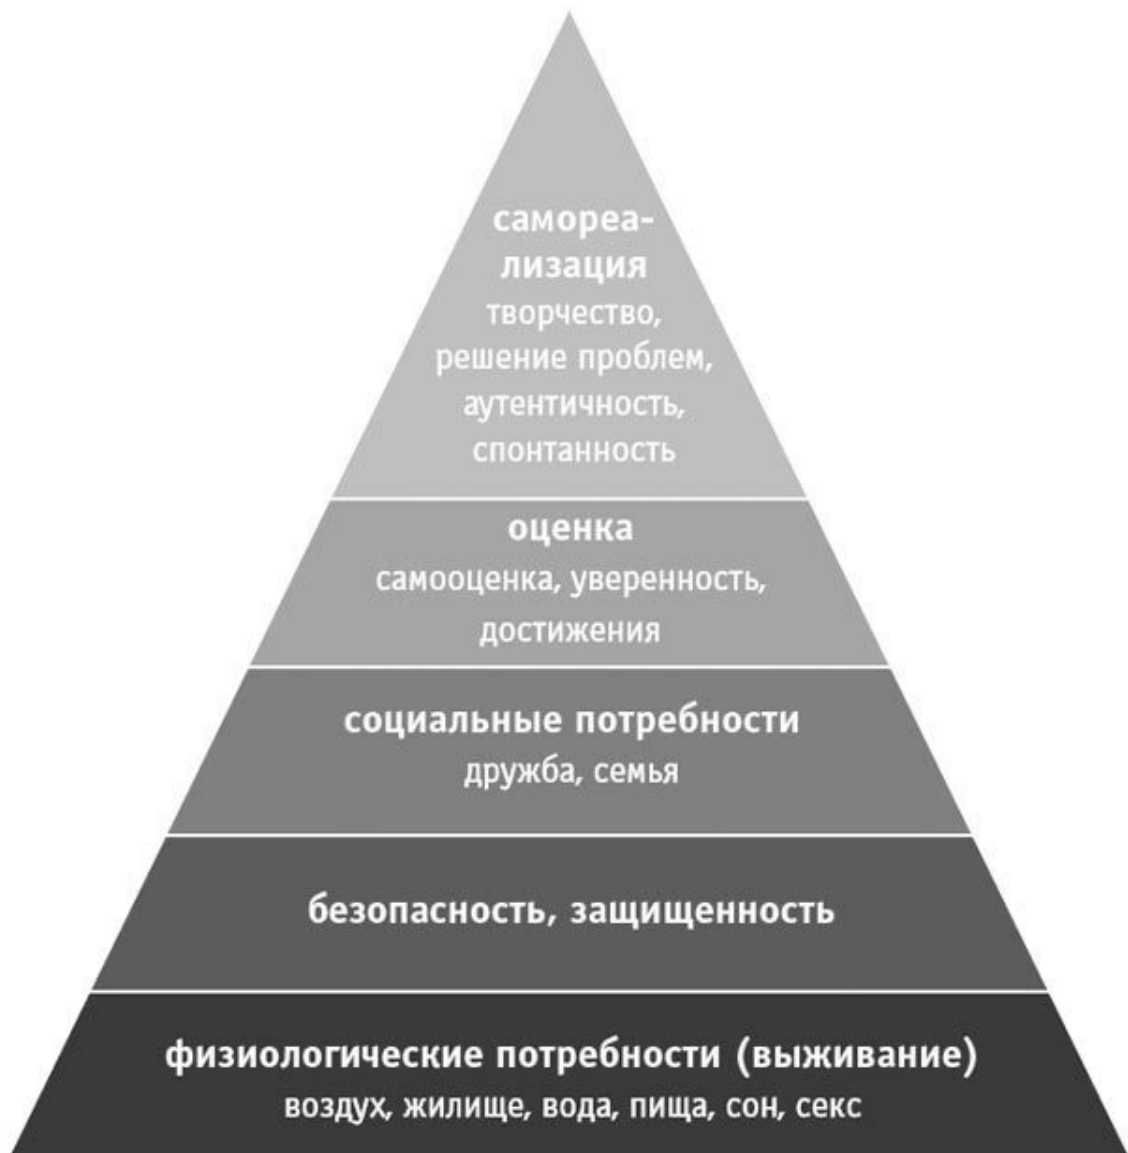 самореа-
лизация
творчество,
решение проблем,
аутентичность,
спонтанность
оценка
самооценка, уверенность,
достижения
социальные потребности
дружба, семья
безопасность, защищенность
физиологические потребности (выживание)
воздух, жилище, вода, пища, сон, секс